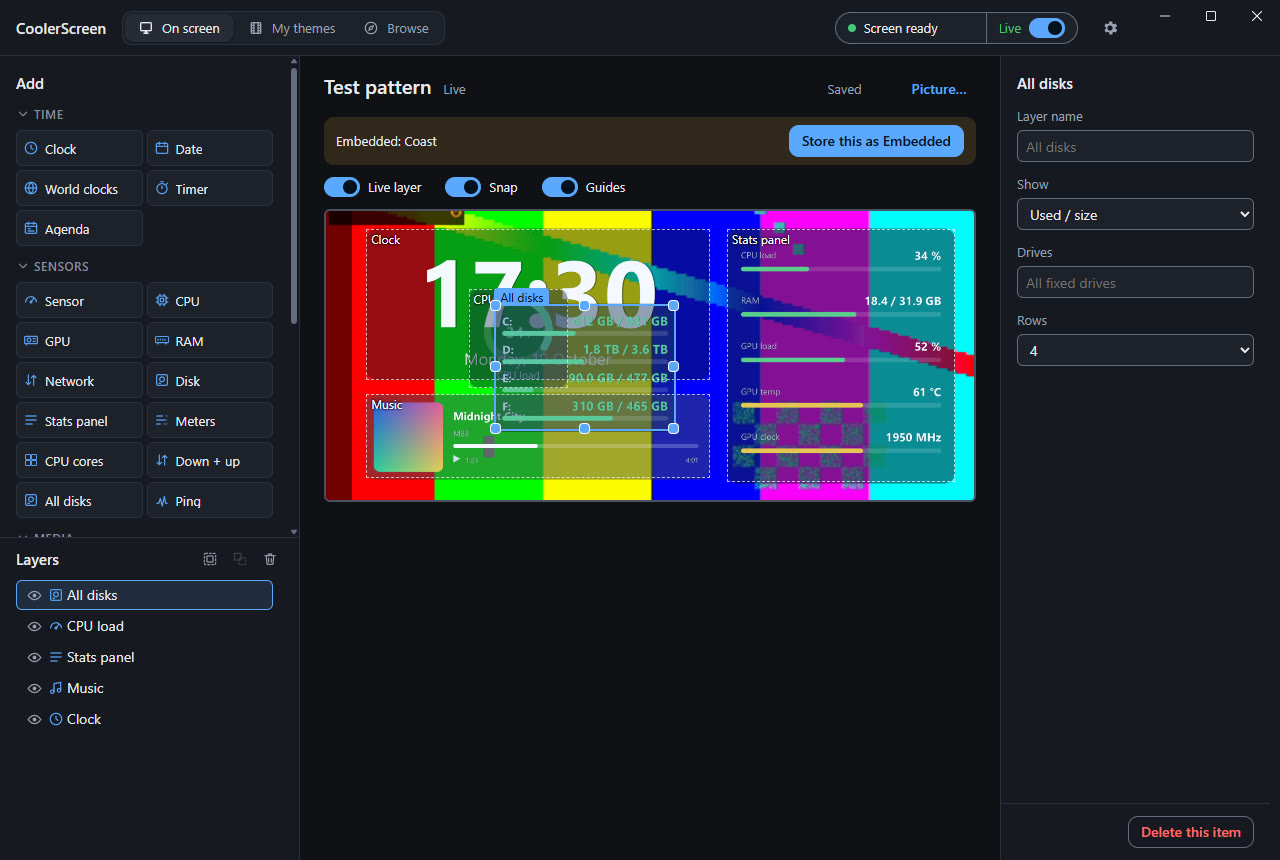 CoolerScreen
On screen
My themes
Browse
Screen ready
Live
Add
TIME
Clock
Date
World clocks
Timer
Agenda
SENSORS
Sensor
CPU
GPU
RAM
Network
Disk
Stats panel
Meters
CPU cores
Down + up
All disks
Ping
MEDIA
Layers
All disks
CPU load
Stats panel
Music
Clock
Test pattern
Live
Saved
Picture...
Embedded: Coast
Store this as Embedded
Live layer
Snap
Guides
Clock
17:30
All disks
C:
D:
1.8 TB / 3.6 TB
E:
90.0 GB / 477 GB
F:
310 GB / 465 GB
Music
Midnight City
M83
1:23
4:01
Stats panel
CPU load
34 %
RAM
18.4 / 31.9 GB
GPU load
52 %
GPU temp
61 °C
GPU clock
1950 MHz
All disks
Layer name
All disks
Show
Used / size
Drives
All fixed drives
Rows
4
Delete this item